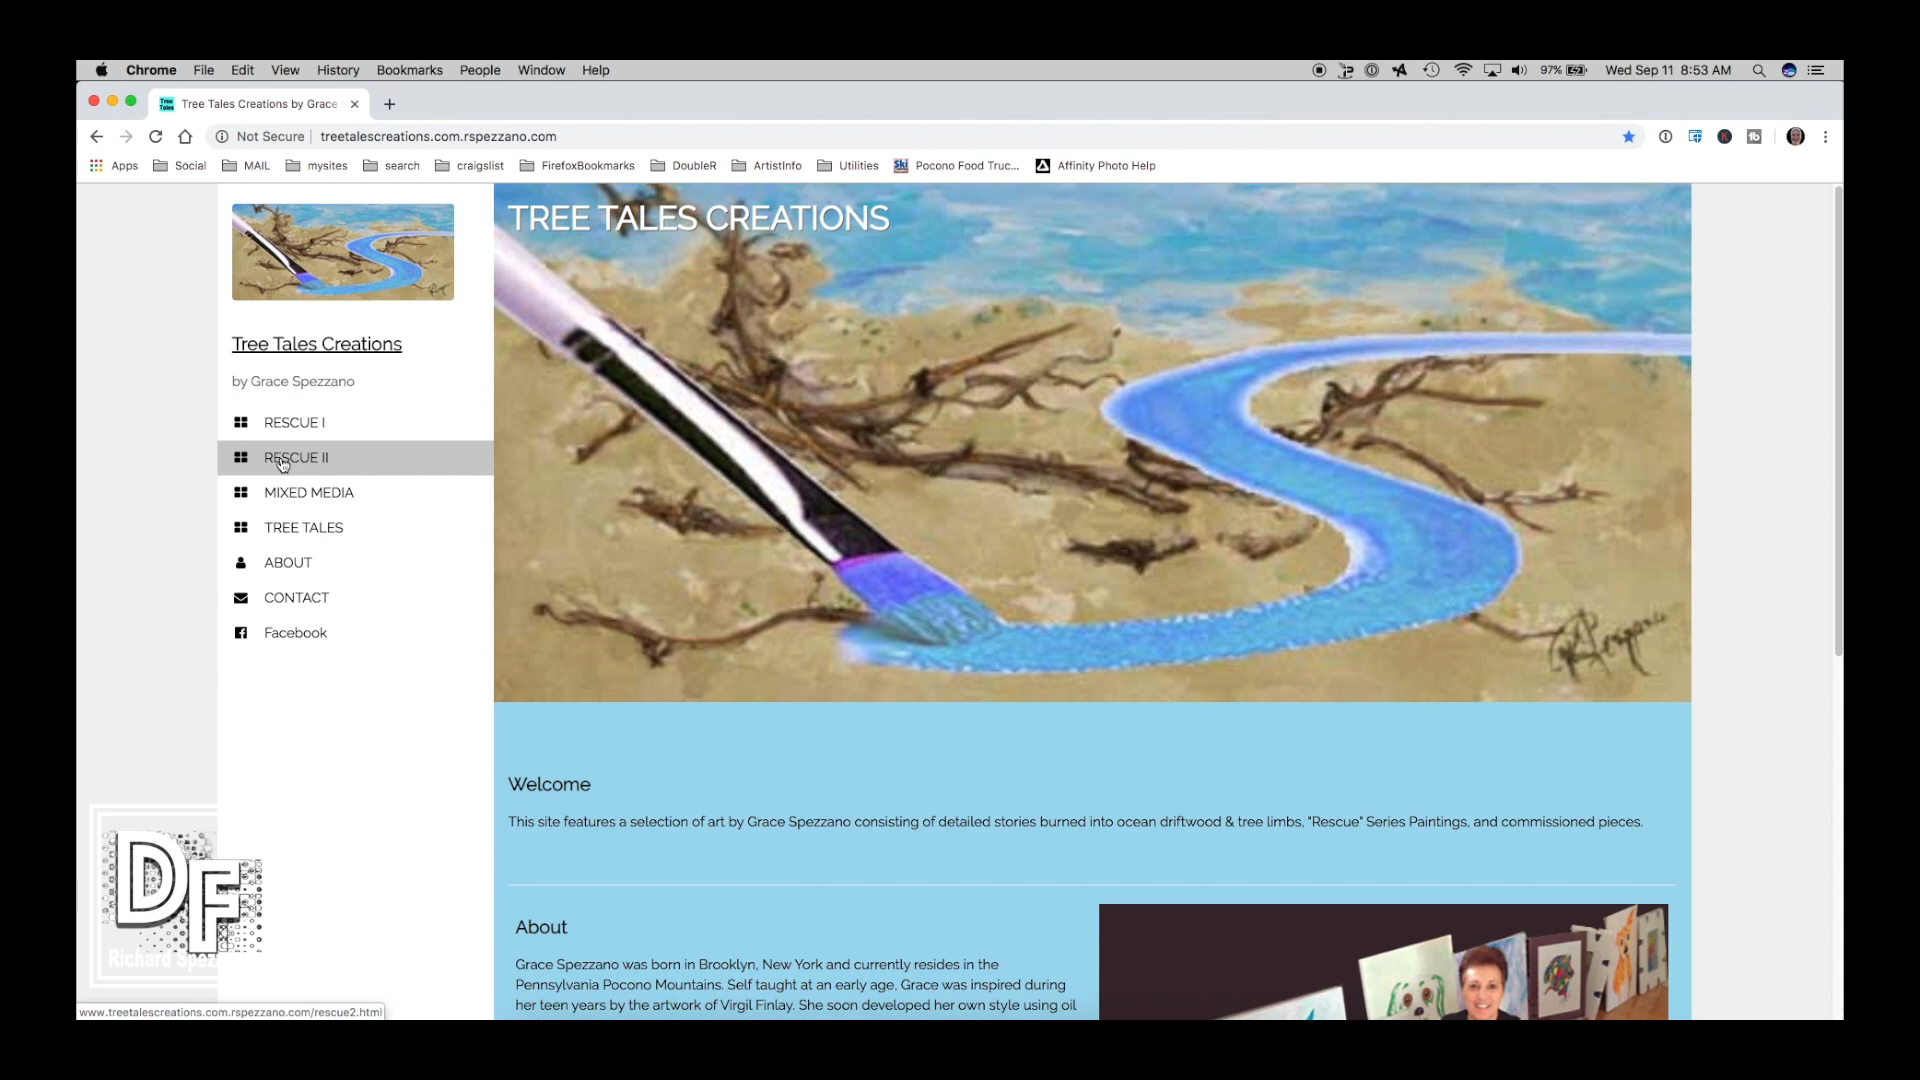 Chrome File Edit View History Bookmarks People Window Help
97% Wed Sep 11 8:53 AM
Tree Tales Creations by Grace
Not Secure treetalescreations.com.rspezzano.com
Apps Social MAIL mysites search craigslist FirefoxBookmarks DoubleR ArtistInfo Utilities Pocono Food Truc... Affinity Photo Help
TREE TALES CREATIONS
Tree Tales Creations
by Grace Spezzano
RESCUE I
RESCUE II
MIXED MEDIA
TREE TALES
ABOUT
CONTACT
Facebook
Welcome
This site features a selection of art by Grace Spezzano consisting of detailed stories burned into ocean driftwood & tree limbs, "Rescue" Series Paintings, and commissioned pieces.
About
Grace Spezzano was born in Brooklyn, New York and currently resides in the
Pennsylvania Pocono Mountains. Self taught at an early age, Grace was inspired during
her teen years by the artwork of Virgil Finlay. She soon developed her own style using oil
DF
Richard
www.treetalescreations.com.rspezzano.com/rescue2.html